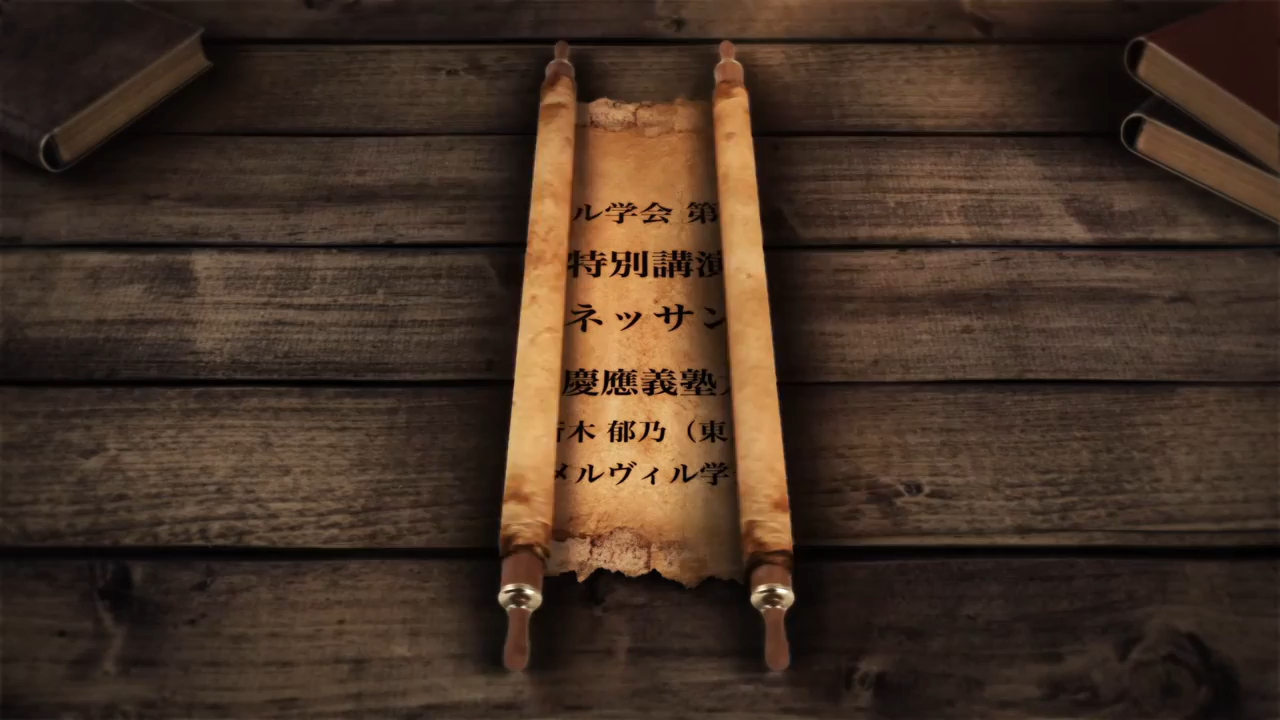 ル学会 第
特別講演
ネッサン
慶應義塾
木 郁乃（東
メルヴィル学